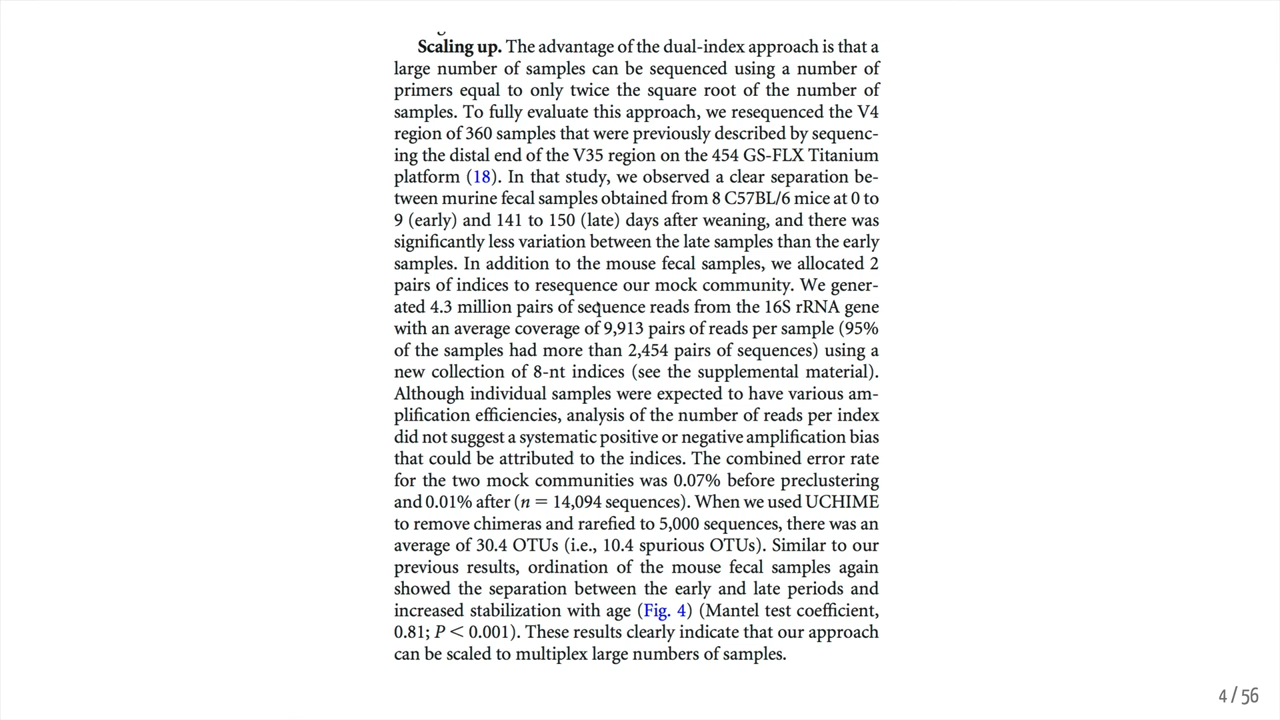 Scaling up. The advantage of the dual-index approach is that a
large number of samples can be sequenced using a number of
primers equal to only twice the square root of the number of
samples. To fully evaluate this approach, we resequenced the V4
region of 360 samples that were previously described by sequenc-
ing the distal end of the V35 region on the 454 GS-FLX Titanium
platform (18). In that study, we observed a clear separation be-
tween murine fecal samples obtained from 8 C57BL/6 mice at 0 to
9 (early) and 141 to 150 (late) days after weaning, and there was
significantly less variation between the late samples than the early
samples. In addition to the mouse fecal samples, we allocated 2
pairs of indices to resequence our mock community. We gener-
ated 4.3 million pairs of sequence reads from the 16S rRNA gene
with an average coverage of 9,913 pairs of reads per sample (95%
of the samples had more than 2,454 pairs of sequences) using a
new collection of 8-nt indices (see the supplemental material).
Although individual samples were expected to have various am-
plification efficiencies, analysis of the number of reads per index
did not suggest a systematic positive or negative amplification bias
that could be attributed to the indices. The combined error rate
for the two mock communities was 0.07% before preclustering
and 0.01% after (n = 14,094 sequences). When we used UCHIME
to remove chimeras and rarefied to 5,000 sequences, there was an
average of 30.4 OTUs (i.e., 10.4 spurious OTUs). Similar to our
previous results, ordination of the mouse fecal samples again
showed the separation between the early and late periods and
increased stabilization with age (Fig. 4) (Mantel test coefficient,
0.81; P < 0.001). These results clearly indicate that our approach
can be scaled to multiplex large numbers of samples.
4 / 56